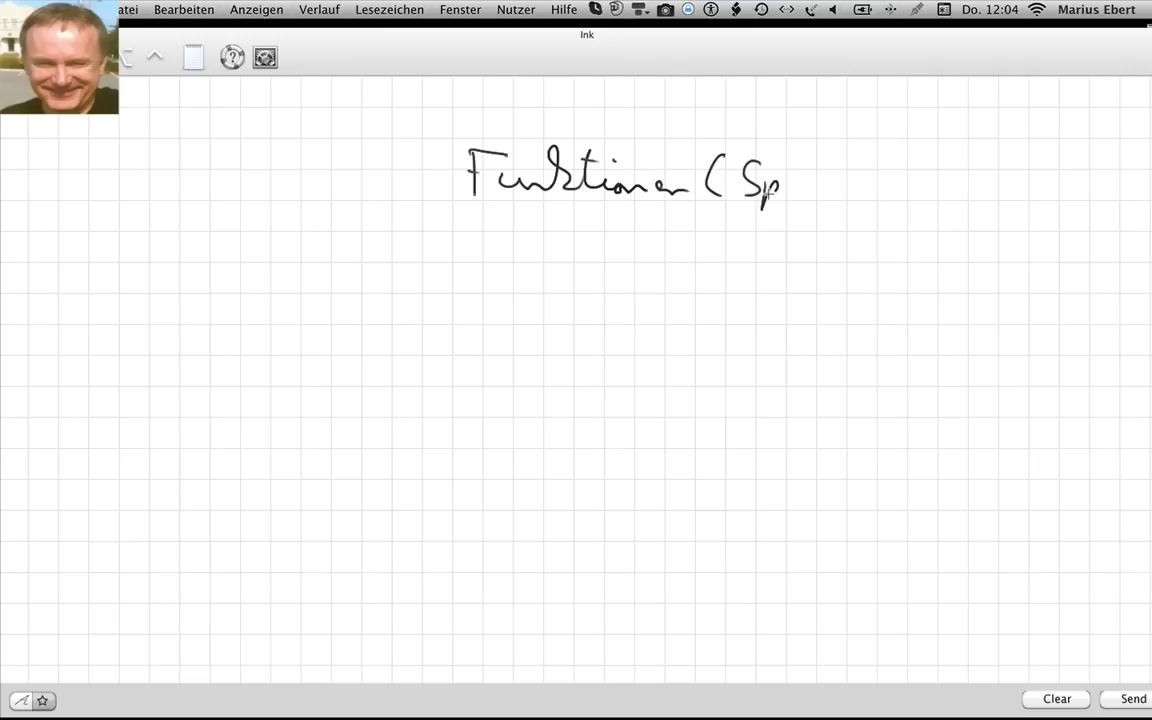 atei Bearbeiten Anzeigen Verlauf Lesezeichen Fenster Nutzer Hilfe Do. 12:04 Marius Ebert
Ink
Funktionen ( Sp
Clear Send